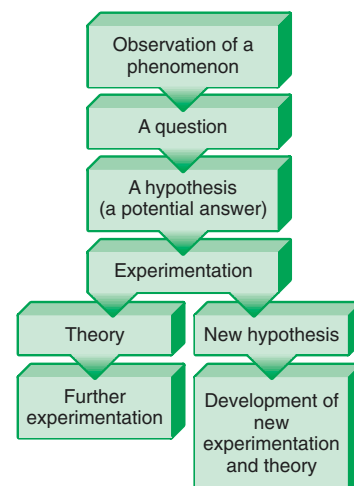 Observation of a
phenomenon
A question
A hypothesis
(a potential answer)
Experimentation
Theory
New hypothesis
Further
experimentation
Development of
new
experimentation
and theory